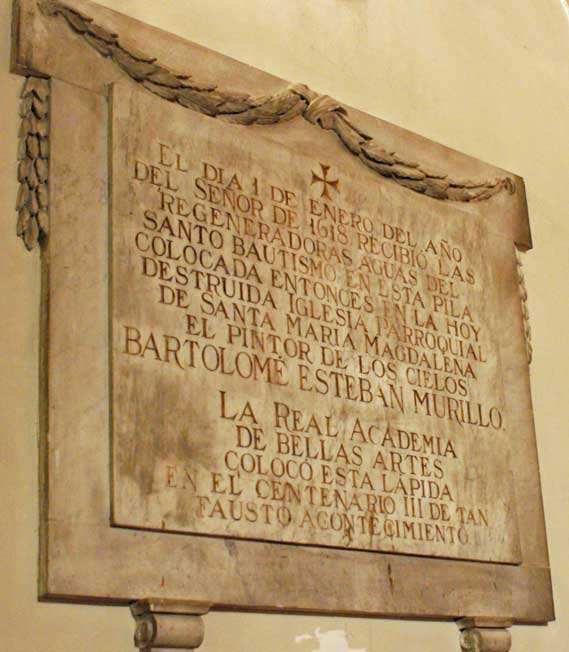 EL DIA 1 DE ENERO DEL AÑO
DEL SEÑOR DE 1618 RECIBIÓ LAS
REGENERADORAS AGUAS DEL
SANTO BAUTISMO EN ESTA PILA
COLOCADA ENTONCES EN LA HOY
DESTRUIDA IGLESIA PARROQUIAL
DE SANTA MARIA MAGDALENA
EL PINTOR DE LOS CIELOS
BARTOLOMÉ ESTEBAN MURILLO.
LA REAL ACADEMIA
DE BELLAS ARTES
COLOCÓ ESTA LÁPIDA
EN EL CENTENARIO III DE TAN
FAUSTO ACONTECIMIENTO.